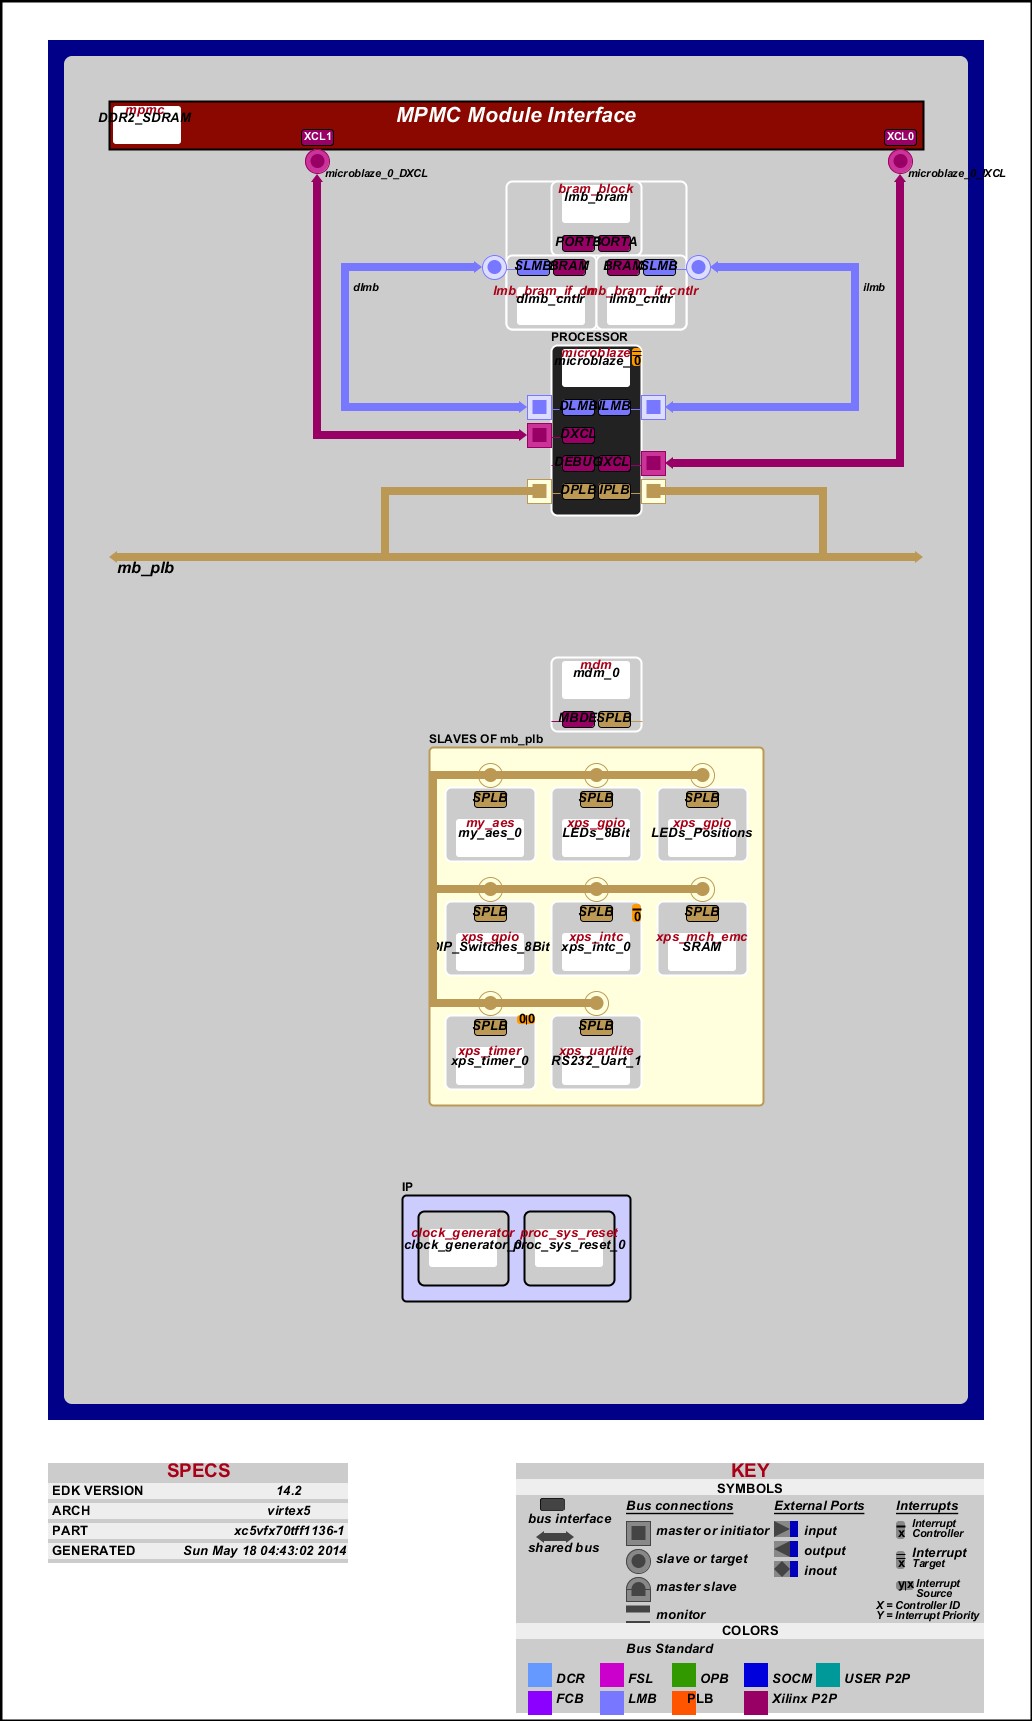 mpmc
DDR2_SDRAM
MPMC Module Interface
XCL1
XCL0
microblaze_0_DXCL
bram_block
lmb_bram
PORTB PORTA
SLMB BRAM BRAM SLMB
dlmb
ilmb
lmb_bram_if_cntlr
dlmb_cntlr ilmb_cntlr
PROCESSOR
microblaze
microblaze_0
DLMB ILMB
DXCL
DEBUG IXCL
DPLB IPLB
mb_plb
mdm
mdm_0
SPLB
SLAVES OF mb_plb
SPLB SPLB SPLB
my_aes xps_gpio xps_gpio
my_aes_0 LEDs_8Bit LEDs_Positions
SPLB SPLB 0 SPLB
xps_gpio xps_intc xps_mch_emc
DIP_Switches_8Bit xps_intc_0 SRAM
0|0
SPLB SPLB
xps_timer xps_uartlite
xps_timer_0 RS232_Uart_1
IP
clock_generator proc_sys_reset
clock_generator_0 proc_sys_reset_0
SPECS
EDK VERSION 14.2
ARCH virtex5
PART xc5vfx70tff1136-1
GENERATED Sun May 18 04:43:02 2014
KEY
SYMBOLS
bus interface
shared bus
Bus connections
master or initiator
slave or target
master slave
monitor
External Ports
input
output
inout
Interrupts
x Interrupt
Controller
x Interrupt
Target
y|x Interrupt
Source
X = Controller ID
Y = Interrupt Priority
COLORS
Bus Standard
DCR FSL OPB SOCM USER P2P
FCB LMB PLB Xilinx P2P